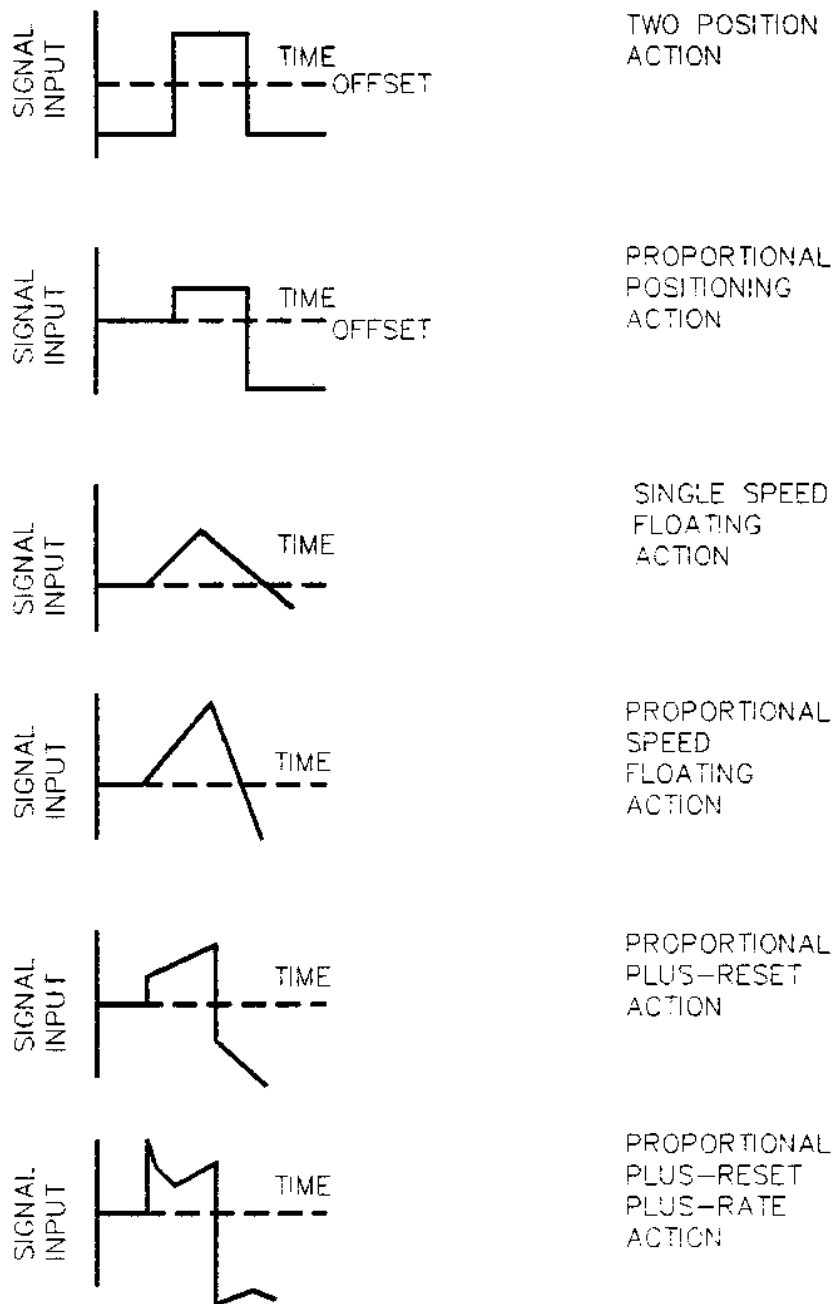 SIGNAL
INPUT
TIME
OFFSET
TWO POSITION
ACTION
SIGNAL
INPUT
TIME
OFFSET
PROPORTIONAL
POSITIONING
ACTION
SIGNAL
INPUT
TIME
SINGLE SPEED
FLOATING
ACTION
SIGNAL
INPUT
TIME
PROPORTIONAL
SPEED
FLOATING
ACTION
SIGNAL
INPUT
TIME
PROPORTIONAL
PLUS-RESET
ACTION
SIGNAL
INPUT
TIME
PROPORTIONAL
PLUS-RESET
PLUS-RATE
ACTION